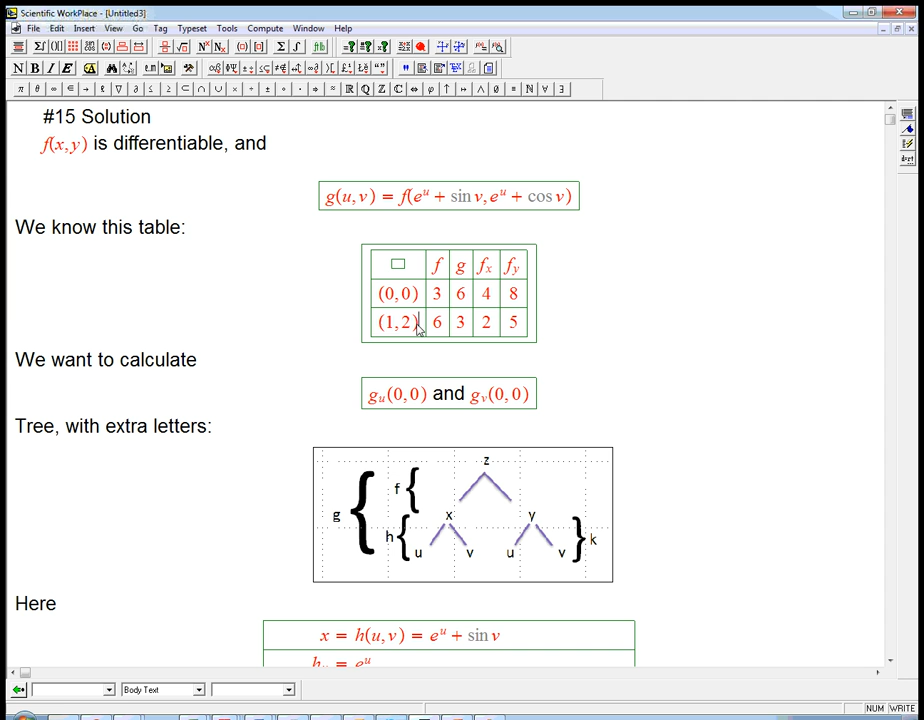 Scientific WorkPlace - [Untitled3]
File Edit Insert View Go Tag Typeset Tools Compute Window Help
#15 Solution
f(x,y) is differentiable, and
g(u,v) = f(e^u + sin v, e^u + cos v)
We know this table:
f g f_x f_y
(0,0) 3 6 4 8
(1,2) 6 3 2 5
We want to calculate
g_u(0,0) and g_v(0,0)
Tree, with extra letters:
z
f
g x y
h k
u v u v
Here
x = h(u,v) = e^u + sin v
= e^u
Body Text
NUM WRITE